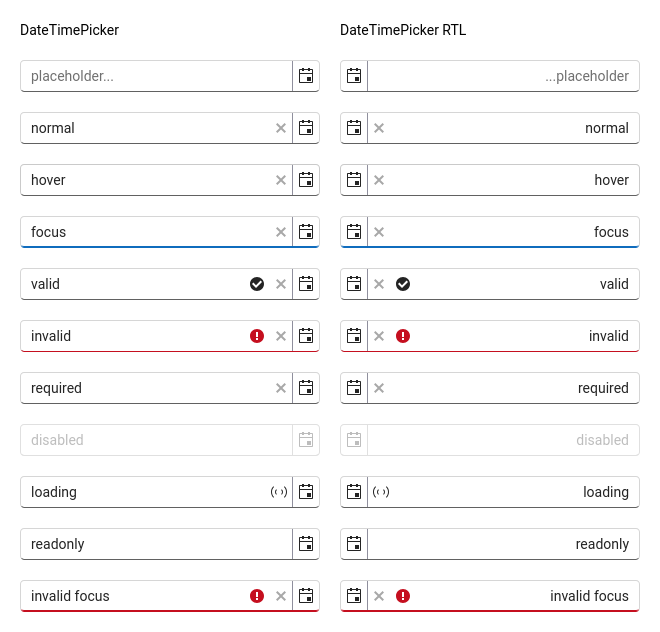 DateTimePicker
placeholder...
normal
hover
focus
valid
invalid
required
disabled
loading
readonly
invalid focus
DateTimePicker RTL
...placeholder
normal
hover
focus
valid
invalid
required
disabled
loading
readonly
invalid focus